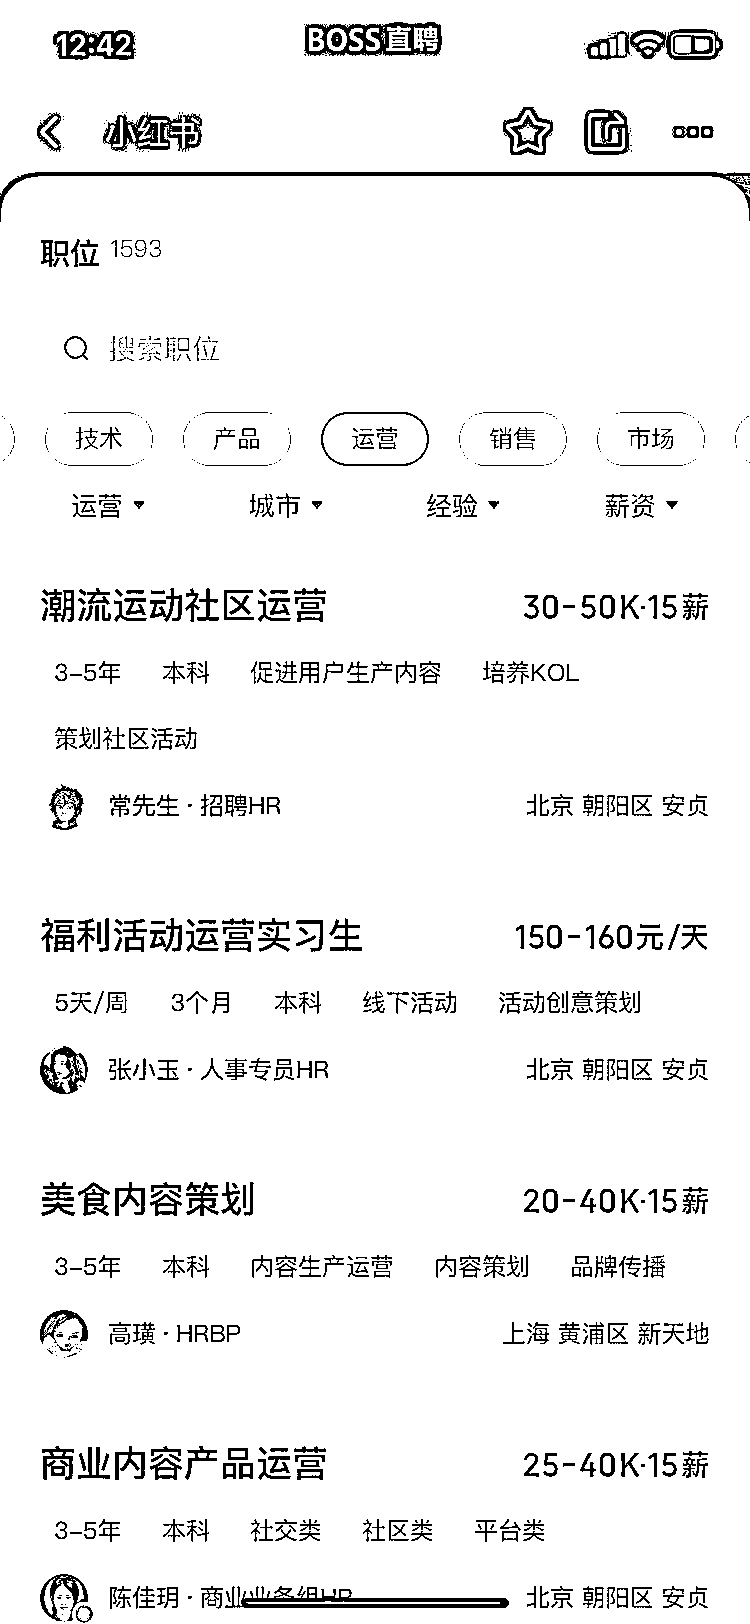 12:42 BOSS直聘
小红书
职位 1593
搜索职位
技术 产品 运营 销售 市场
运营 城市 经验 薪资
潮流运动社区运营 30-50K·15薪
3-5年 本科 促进用户生产内容 培养KOL
策划社区活动
常先生·招聘HR 北京 朝阳区 安贞
福利活动运营实习生 150-160元/天
5天/周 3个月 本科 线下活动 活动创意策划
张小玉·人事专员HR 北京 朝阳区 安贞
美食内容策划 20-40K·15薪
3-5年 本科 内容生产运营 内容策划 品牌传播
高璜·HRBP 上海 黄浦区 新天地
商业内容产品运营 25-40K·15薪
3-5年 本科 社交类 社区类 平台类
陈佳玥·商业业务组HR 北京 朝阳区 安贞